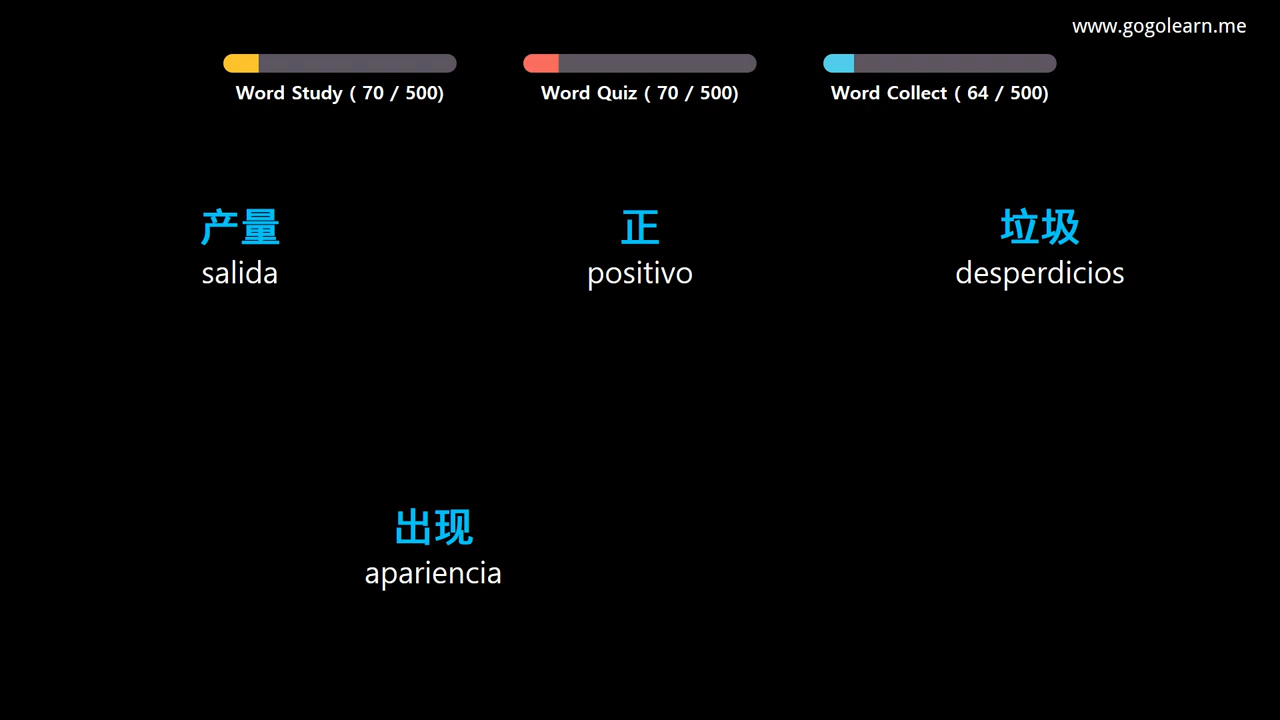 www.gogolearn.me
Word Study ( 70 / 500)
Word Quiz ( 70 / 500)
Word Collect ( 64 / 500)
产量
salida
正
positivo
垃圾
desperdicios
出现
apariencia